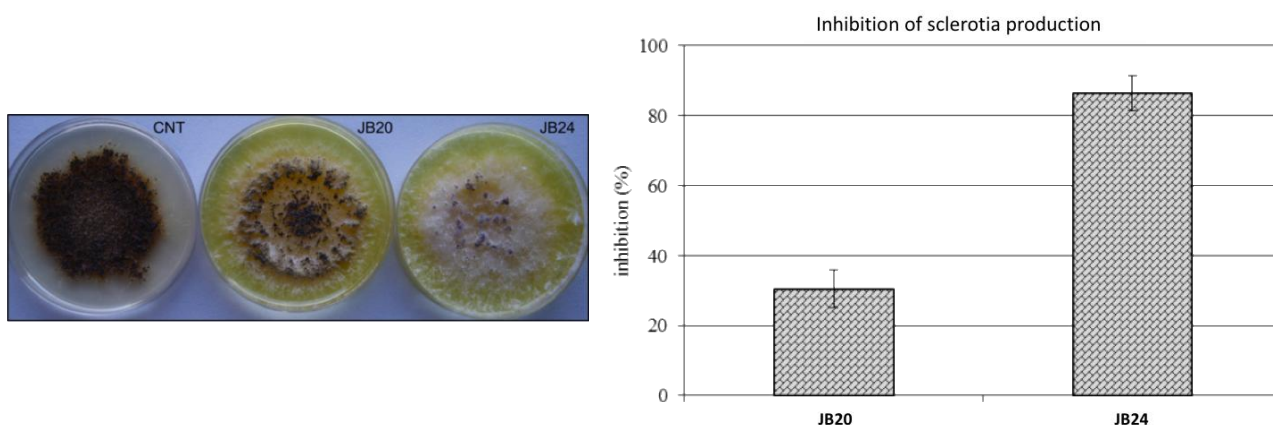 CNT
JB20
JB24
Inhibition of sclerotia production
inhibition (%)
100
80
60
40
20
0
JB20
JB24